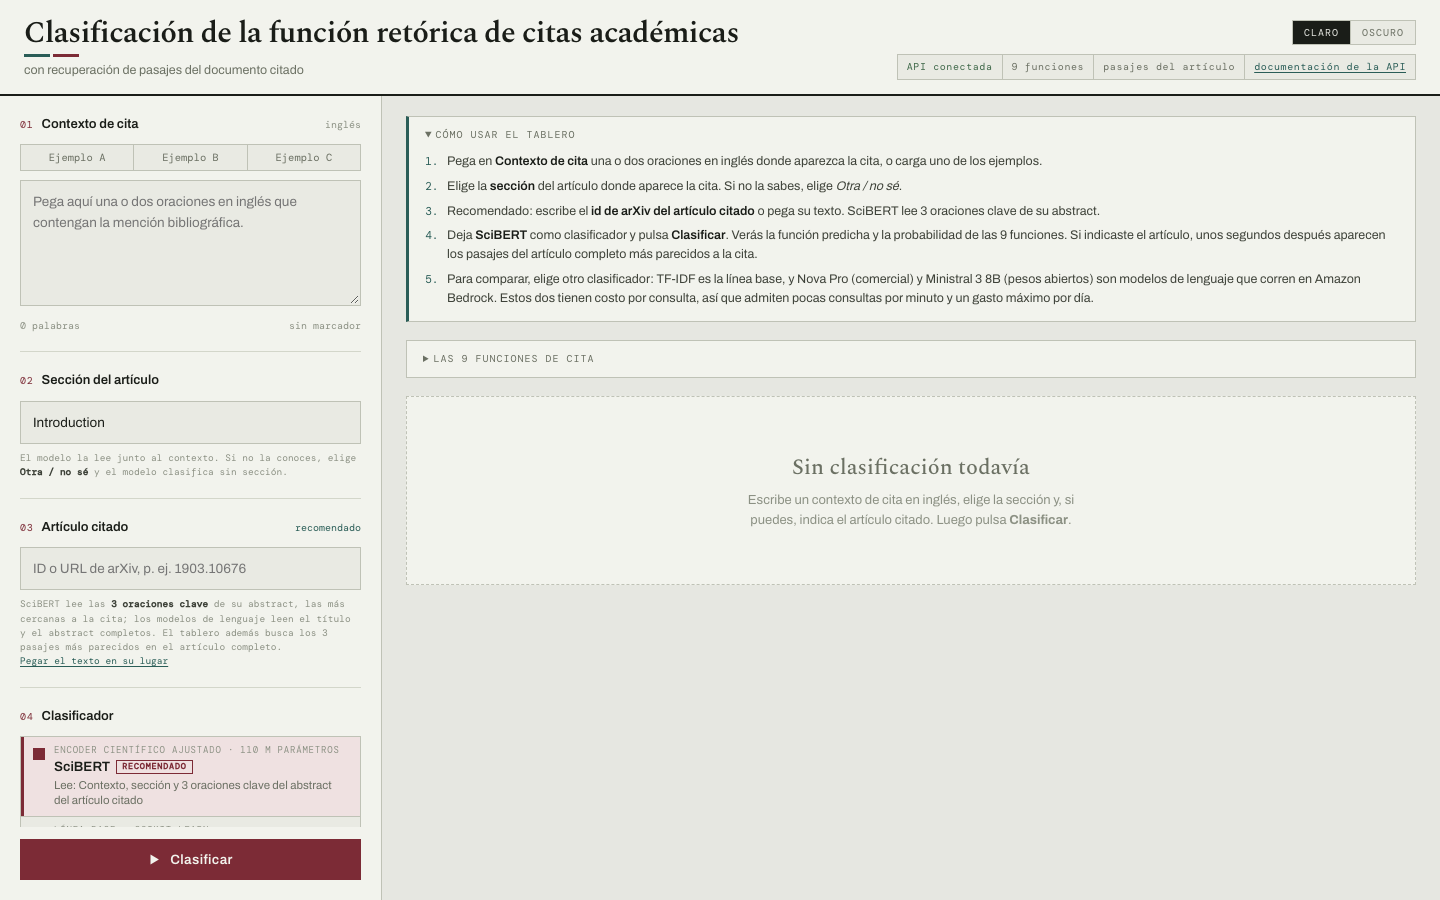 Clasificación de la función retórica de citas académicas
con recuperación de pasajes del documento citado
CLARO
OSCURO
API conectada
9 funciones
pasajes del artículo
documentación de la API
01 Contexto de cita
inglés
Ejemplo A
Ejemplo B
Ejemplo C
Pega aquí una o dos oraciones en inglés que
contengan la mención bibliográfica.
0 palabras
sin marcador
02 Sección del artículo
Introduction
El modelo la lee junto al contexto. Si no la conoces, elige
Otra / no sé y el modelo clasifica sin sección.
03 Artículo citado
recomendado
ID o URL de arXiv, p. ej. 1903.10676
SciBERT lee las 3 oraciones clave de su abstract, las más
cercanas a la cita; los modelos de lenguaje leen el título
y el abstract completos. El tablero además busca los 3
pasajes más parecidos en el artículo completo.
Pegar el texto en su lugar
04 Clasificador
ENCODER CIENTÍFICO AJUSTADO · 110 M PARÁMETROS
SciBERT RECOMENDADO
Lee: Contexto, sección y 3 oraciones clave del abstract
del artículo citado
Clasificar
CÓMO USAR EL TABLERO
1. Pega en Contexto de cita una o dos oraciones en inglés donde aparezca la cita, o carga uno de los ejemplos.
2. Elige la sección del artículo donde aparece la cita. Si no la sabes, elige Otra / no sé.
3. Recomendado: escribe el id de arXiv del artículo citado o pega su texto. SciBERT lee 3 oraciones clave de su abstract.
4. Deja SciBERT como clasificador y pulsa Clasificar. Verás la función predicha y la probabilidad de las 9 funciones. Si indicaste el artículo, unos segundos después aparecen
los pasajes del artículo completo más parecidos a la cita.
5. Para comparar, elige otro clasificador: TF-IDF es la línea base, y Nova Pro (comercial) y Ministral 3 8B (pesos abiertos) son modelos de lenguaje que corren en Amazon
Bedrock. Estos dos tienen costo por consulta, así que admiten pocas consultas por minuto y un gasto máximo por día.
LAS 9 FUNCIONES DE CITA
Sin clasificación todavía
Escribe un contexto de cita en inglés, elige la sección y, si
puedes, indica el artículo citado. Luego pulsa Clasificar.